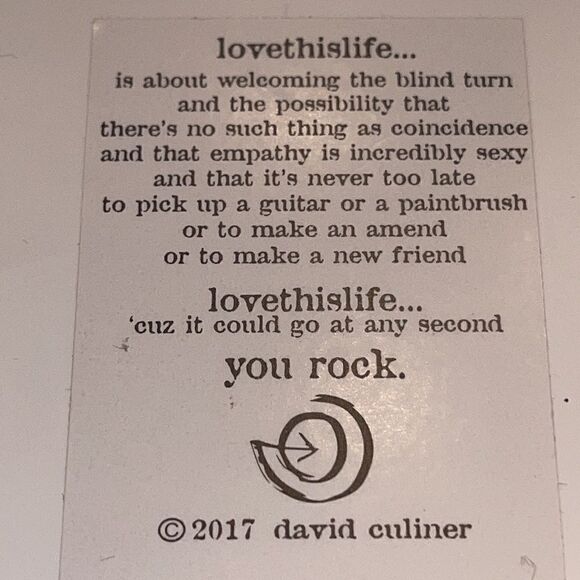 lovethislife...
is about welcoming the blind turn
and the possibility that
there's no such thing as coincidence
and that empathy is incredibly sexy
and that it's never too late
to pick up a guitar or a paintbrush
or to make an amend
or to make a new friend
lovethislife...
'cuz it could go at any second
you rock.
©2017 david culiner